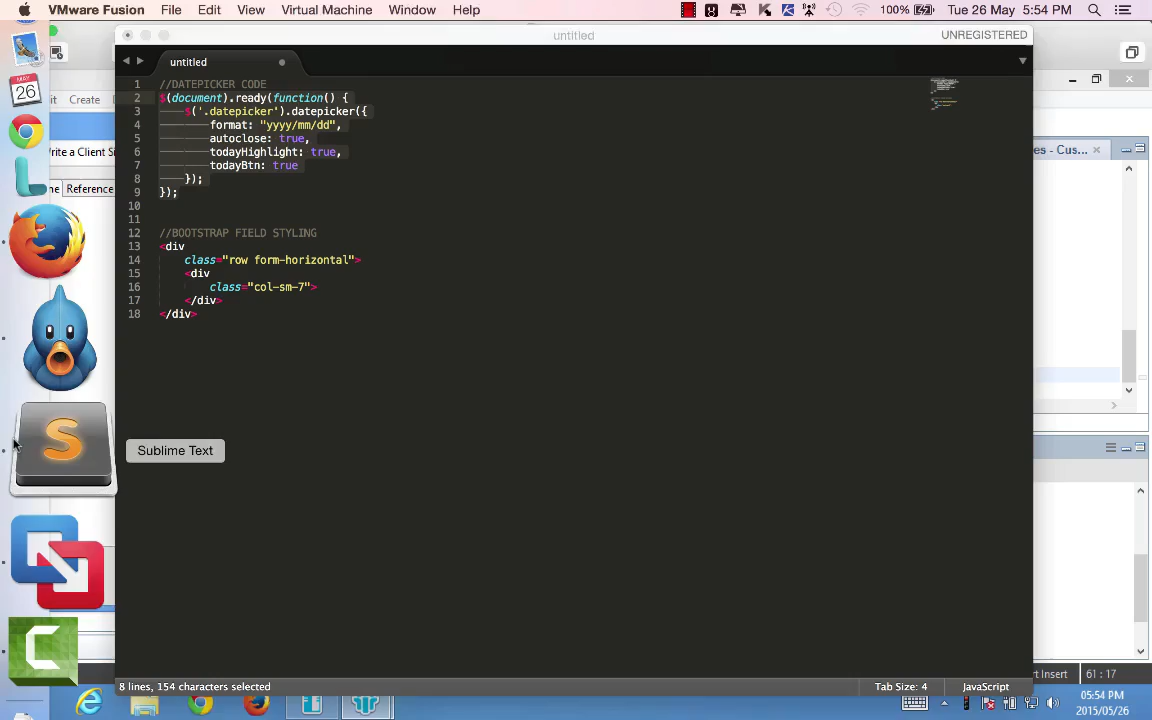 VMware Fusion File Edit View Virtual Machine Window Help 100% Tue 26 May 5:54 PM
untitled UNREGISTERED
untitled
MAY
26
it Create
rite a Client Si
ne Reference
es - Cus...
1 //DATEPICKER CODE
2 $(document).ready(function() {
3 $('.datepicker').datepicker({
4 format: "yyyy/mm/dd",
5 autoclose: true,
6 todayHighlight: true,
7 todayBtn: true
8 });
9 });
10
11
12 //BOOTSTRAP FIELD STYLING
13 <div
14 class="row form-horizontal">
15 <div
16 class="col-sm-7">
17 </div>
18 </div>
S
Sublime Text
C
8 lines, 154 characters selected Tab Size: 4 JavaScript
rt Insert 61 : 17
05:54 PM
2015/05/26